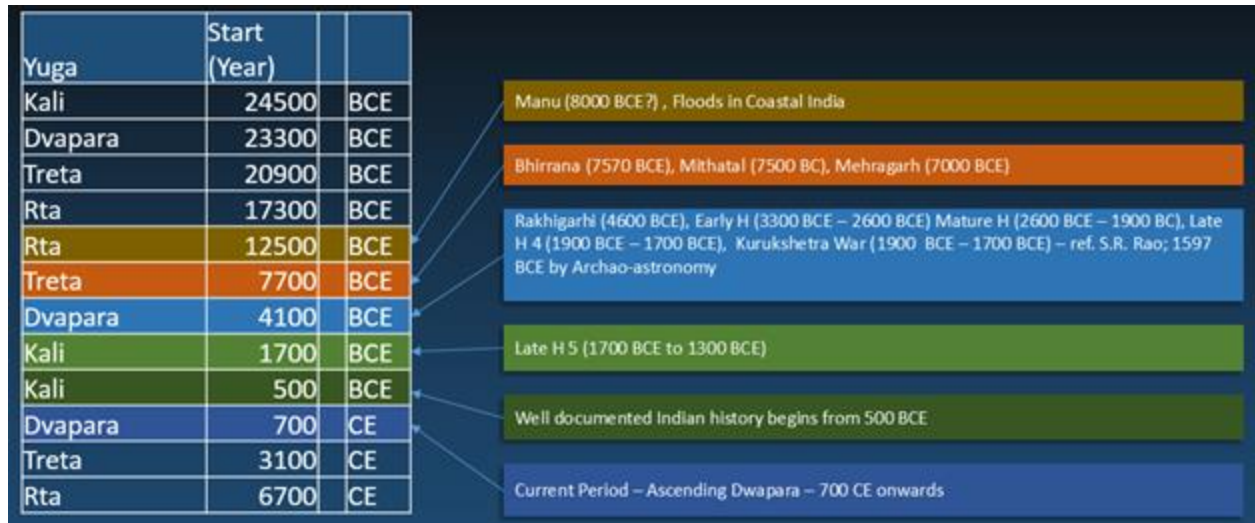 Yuga Start (Year)
Kali 24500 BCE
Dvapara 23300 BCE
Treta 20900 BCE
Rta 17300 BCE
Rta 12500 BCE
Treta 7700 BCE
Dvapara 4100 BCE
Kali 1700 BCE
Kali 500 BCE
Dvapara 700 CE
Treta 3100 CE
Rta 6700 CE
Manu (8000 BCE?) , Floods in Coastal India
Bhirrana (7570 BCE), Mithatal (7500 BC), Mehragarh (7000 BCE)
Rakhigarhi (4600 BCE), Early H (3300 BCE – 2600 BCE) Mature H (2600 BCE – 1900 BC), Late
H 4 (1900 BCE – 1700 BCE), Kurukshetra War (1900 BCE – 1700 BCE) – ref. S.R. Rao; 1597
BCE by Archao-astronomy
Late H 5 (1700 BCE to 1300 BCE)
Well documented Indian history begins from 500 BCE
Current Period – Ascending Dwapara – 700 CE onwards